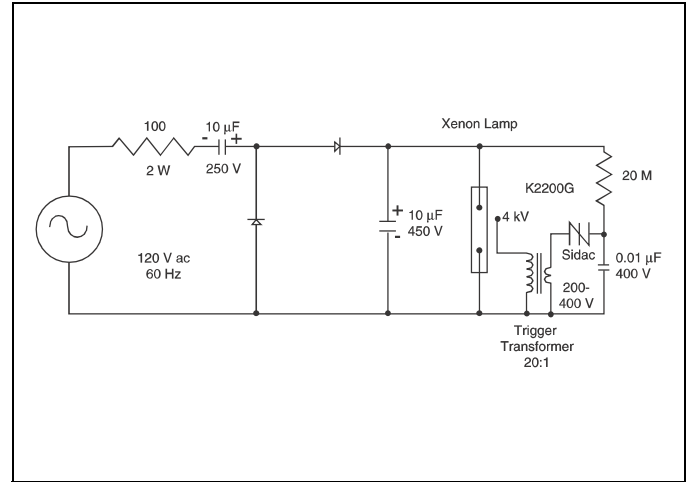 Xenon Lamp
100
- 10 µF +
2 W
250 V
K2200G
20 M
+ 10 µF
- 450 V
4 kV
120 V ac
60 Hz
Sidac
0.01 µF
400 V
200-
400 V
Trigger
Transformer
20:1